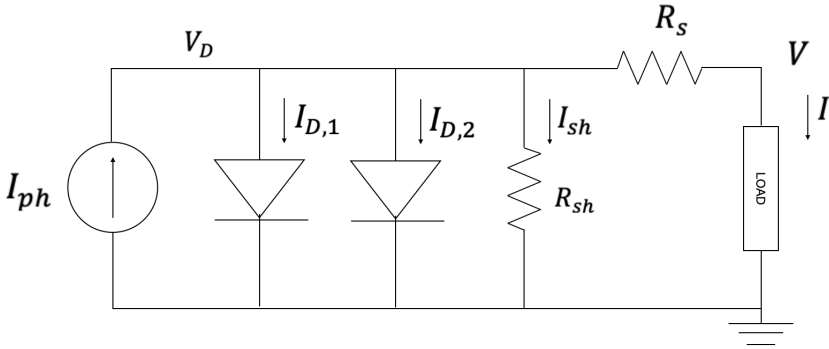 R_s
V_D
V
I_{D,1}
I_{D,2}
I_{sh}
I
I_{ph}
R_{sh}
LOAD